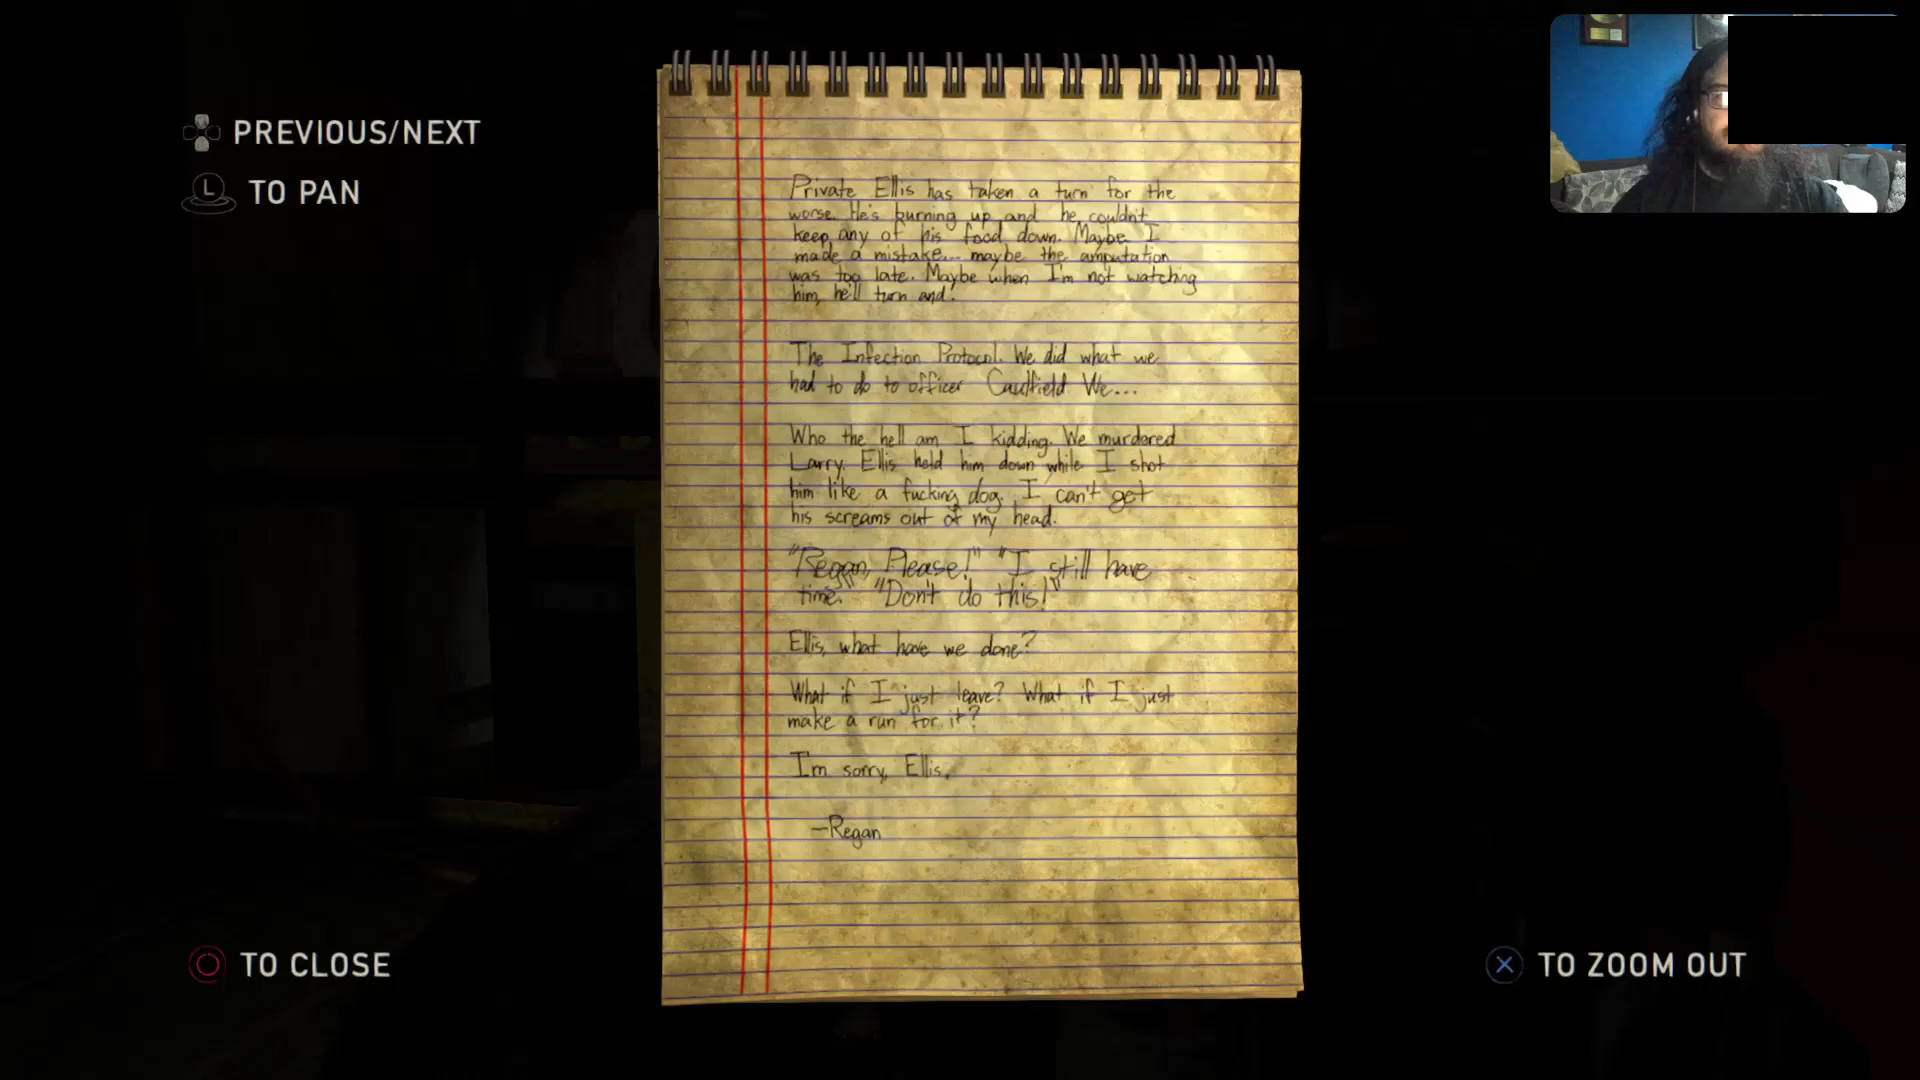 PREVIOUS/NEXT
L TO PAN
Private Ellis has taken a turn for the
worse. He's burning up and he couldn't
keep any of his food down. Maybe I
made a mistake... maybe the amputation
was too late. Maybe when I'm not watching
him, he'll turn and!
The Infection Protocol. We did what we
had to do to officer Caulfield. We...
Who the hell am I kidding. We murdered
Larry. Ellis held him down while I shot
him like a fucking dog. I can't get
his screams out of my head.
"Regan, Please!" "I still have
time." "Don't do this!"
Ellis, what have we done?
What if I just leave? What if I just
make a run for it?
I'm sorry, Ellis,
—Regan
TO CLOSE
TO ZOOM OUT